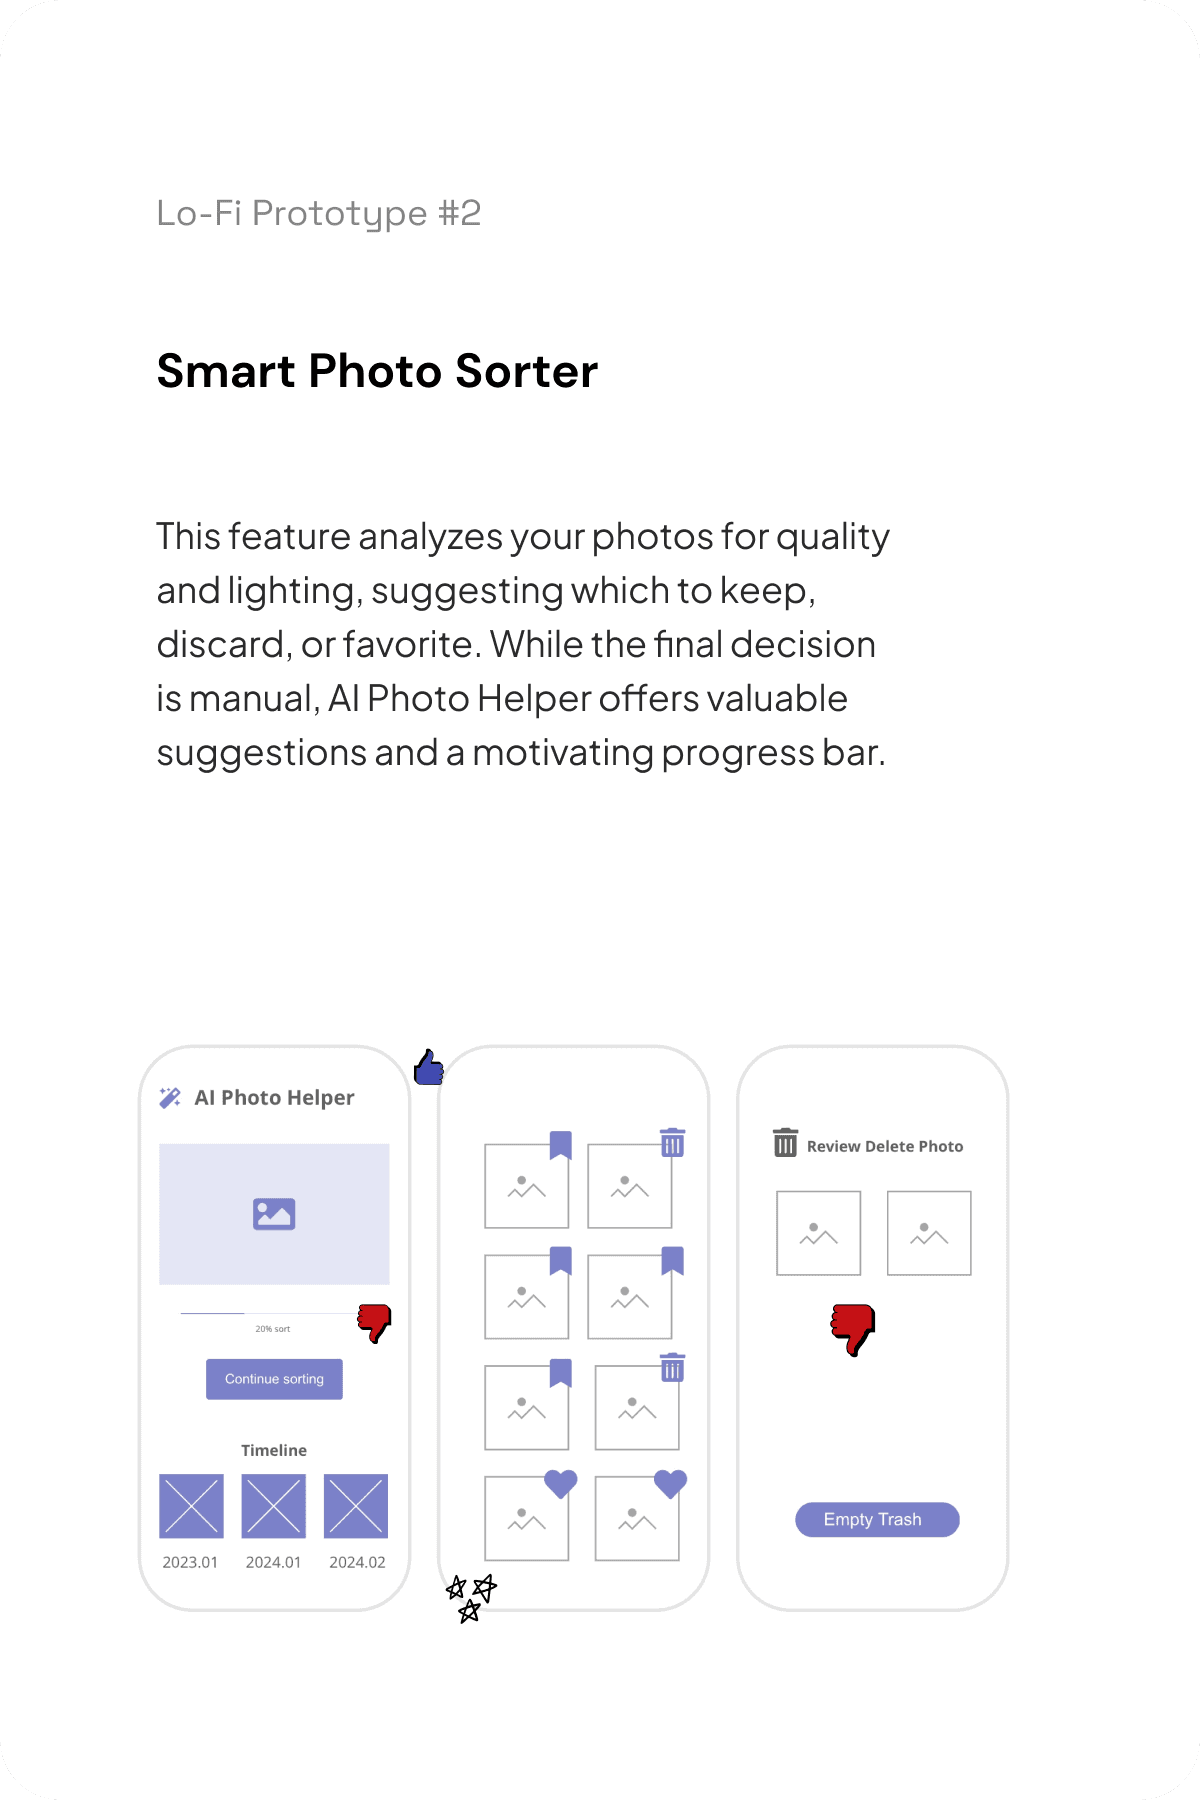 Lo-Fi Prototype #2
Smart Photo Sorter
This feature analyzes your photos for quality
and lighting, suggesting which to keep,
discard, or favorite. While the final decision
is manual, AI Photo Helper offers valuable
suggestions and a motivating progress bar.
AI Photo Helper
20% sort
Continue sorting
Timeline
2023.01 2024.01 2024.02
Review Delete Photo
Empty Trash